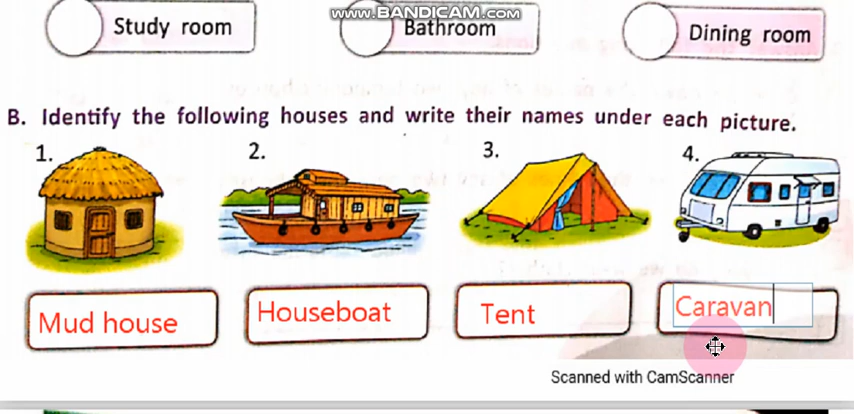 www.BANDICAM.com
Study room
Bathroom
Dining room
B. Identify the following houses and write their names under each picture.
1.
2.
3.
4.
Mud house
Houseboat
Tent
Caravan
Scanned with CamScanner